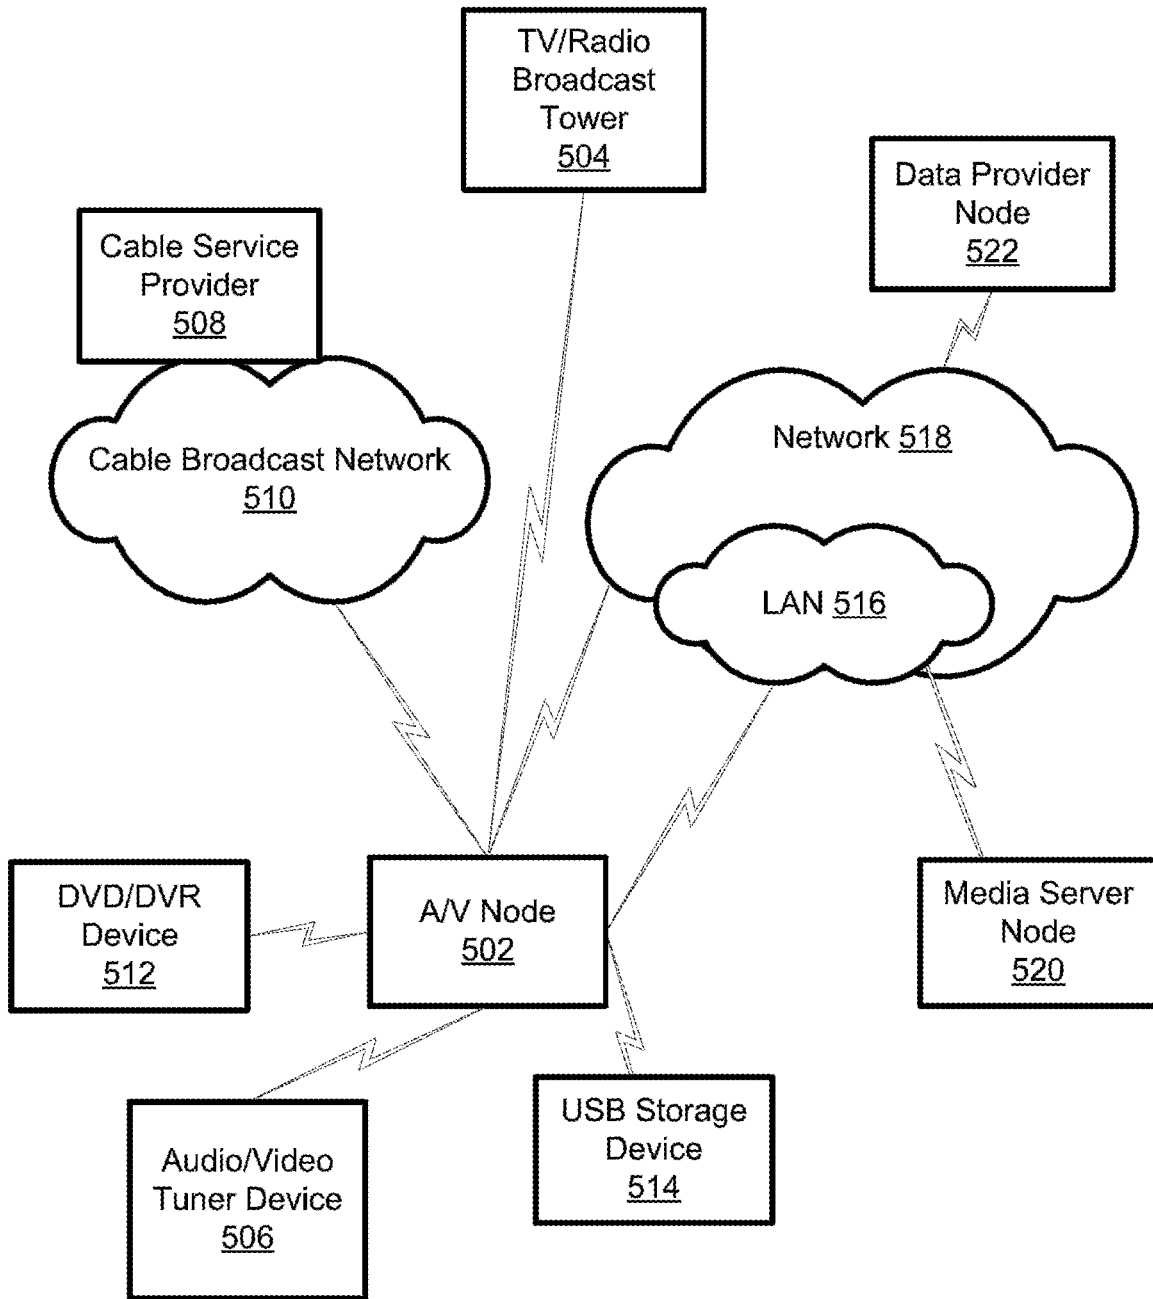 TV/Radio
Broadcast
Tower
504
Data Provider
Node
522
Cable Service
Provider
508
Cable Broadcast Network
510
Network 518
LAN 516
DVD/DVR
Device
512
A/V Node
502
Media Server
Node
520
Audio/Video
Tuner Device
506
USB Storage
Device
514